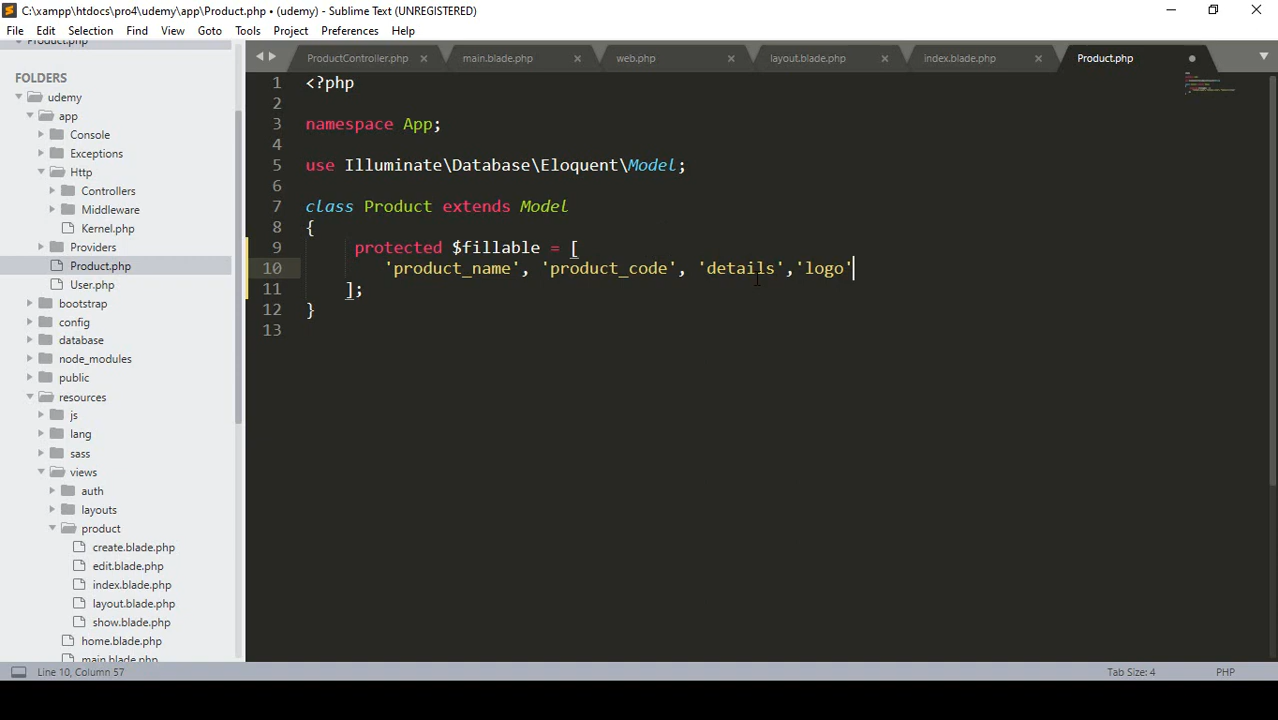 C:\xampp\htdocs\pro4\udemy\app\Product.php • (udemy) - Sublime Text (UNREGISTERED)
File Edit Selection Find View Goto Tools Project Preferences Help
Product.php
FOLDERS
udemy
app
Console
Exceptions
Http
Controllers
Middleware
Kernel.php
Providers
Product.php
User.php
bootstrap
config
database
node_modules
public
resources
js
lang
sass
views
auth
layouts
product
create.blade.php
edit.blade.php
index.blade.php
layout.blade.php
show.blade.php
home.blade.php
main.blade.php
ProductController.php main.blade.php web.php layout.blade.php index.blade.php Product.php
1 <?php
2
3 namespace App;
4
5 use Illuminate\Database\Eloquent\Model;
6
7 class Product extends Model
8 {
9 protected $fillable = [
10 'product_name', 'product_code', 'details','logo'
11 ];
12 }
13
Line 10, Column 57 Tab Size: 4 PHP